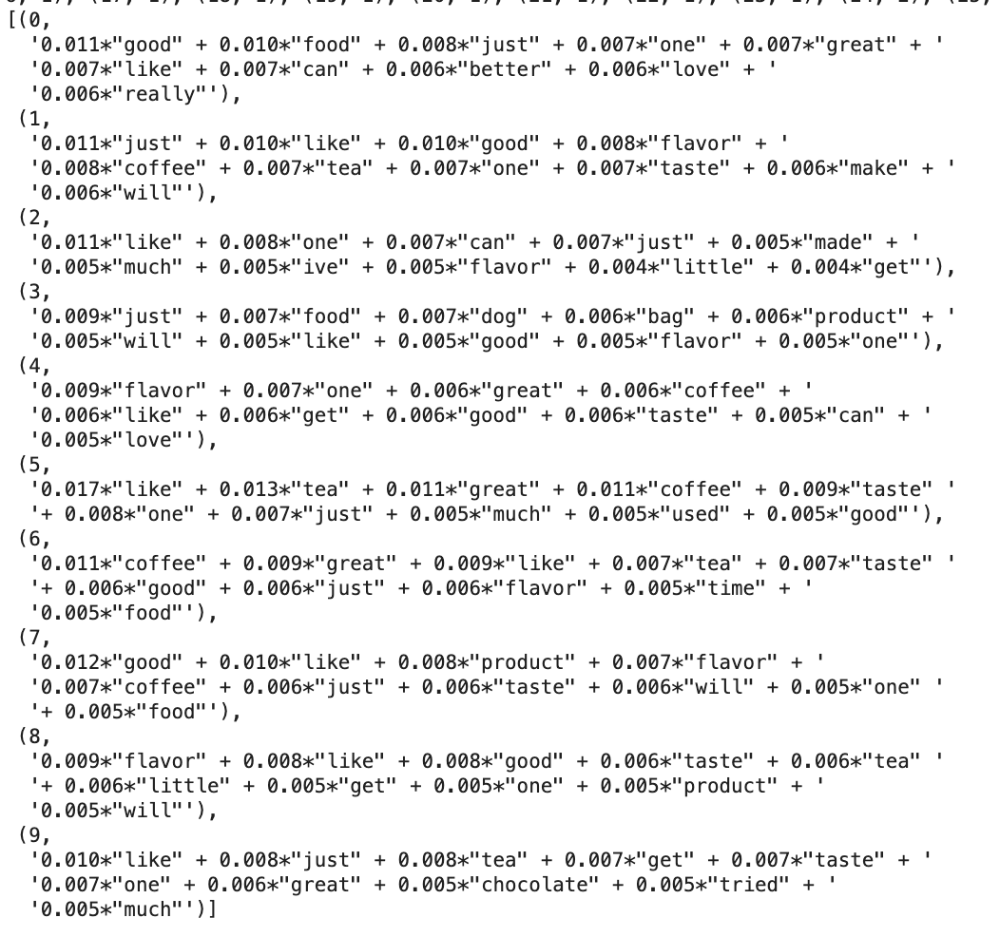 [(0,
'0.011*"good" + 0.010*"food" + 0.008*"just" + 0.007*"one" + 0.007*"great" + '
'0.007*"like" + 0.007*"can" + 0.006*"better" + 0.006*"love" + '
'0.006*"really"'),
(1,
'0.011*"just" + 0.010*"like" + 0.010*"good" + 0.008*"flavor" + '
'0.008*"coffee" + 0.007*"tea" + 0.007*"one" + 0.007*"taste" + 0.006*"make" + '
'0.006*"will"'),
(2,
'0.011*"like" + 0.008*"one" + 0.007*"can" + 0.007*"just" + 0.005*"made" + '
'0.005*"much" + 0.005*"ive" + 0.005*"flavor" + 0.004*"little" + 0.004*"get"'),
(3,
'0.009*"just" + 0.007*"food" + 0.007*"dog" + 0.006*"bag" + 0.006*"product" + '
'0.005*"will" + 0.005*"like" + 0.005*"good" + 0.005*"flavor" + 0.005*"one"'),
(4,
'0.009*"flavor" + 0.007*"one" + 0.006*"great" + 0.006*"coffee" + '
'0.006*"like" + 0.006*"get" + 0.006*"good" + 0.006*"taste" + 0.005*"can" + '
'0.005*"love"'),
(5,
'0.017*"like" + 0.013*"tea" + 0.011*"great" + 0.011*"coffee" + 0.009*"taste" '
'+ 0.008*"one" + 0.007*"just" + 0.005*"much" + 0.005*"used" + 0.005*"good"'),
(6,
'0.011*"coffee" + 0.009*"great" + 0.009*"like" + 0.007*"tea" + 0.007*"taste" '
'+ 0.006*"good" + 0.006*"just" + 0.006*"flavor" + 0.005*"time" + '
'0.005*"food"'),
(7,
'0.012*"good" + 0.010*"like" + 0.008*"product" + 0.007*"flavor" + '
'0.007*"coffee" + 0.006*"just" + 0.006*"taste" + 0.006*"will" + 0.005*"one" '
'+ 0.005*"food"'),
(8,
'0.009*"flavor" + 0.008*"like" + 0.008*"good" + 0.006*"taste" + 0.006*"tea" '
'+ 0.006*"little" + 0.005*"get" + 0.005*"one" + 0.005*"product" + '
'0.005*"will"'),
(9,
'0.010*"like" + 0.008*"just" + 0.008*"tea" + 0.007*"get" + 0.007*"taste" + '
'0.007*"one" + 0.006*"great" + 0.005*"chocolate" + 0.005*"tried" + '
'0.005*"much"')]